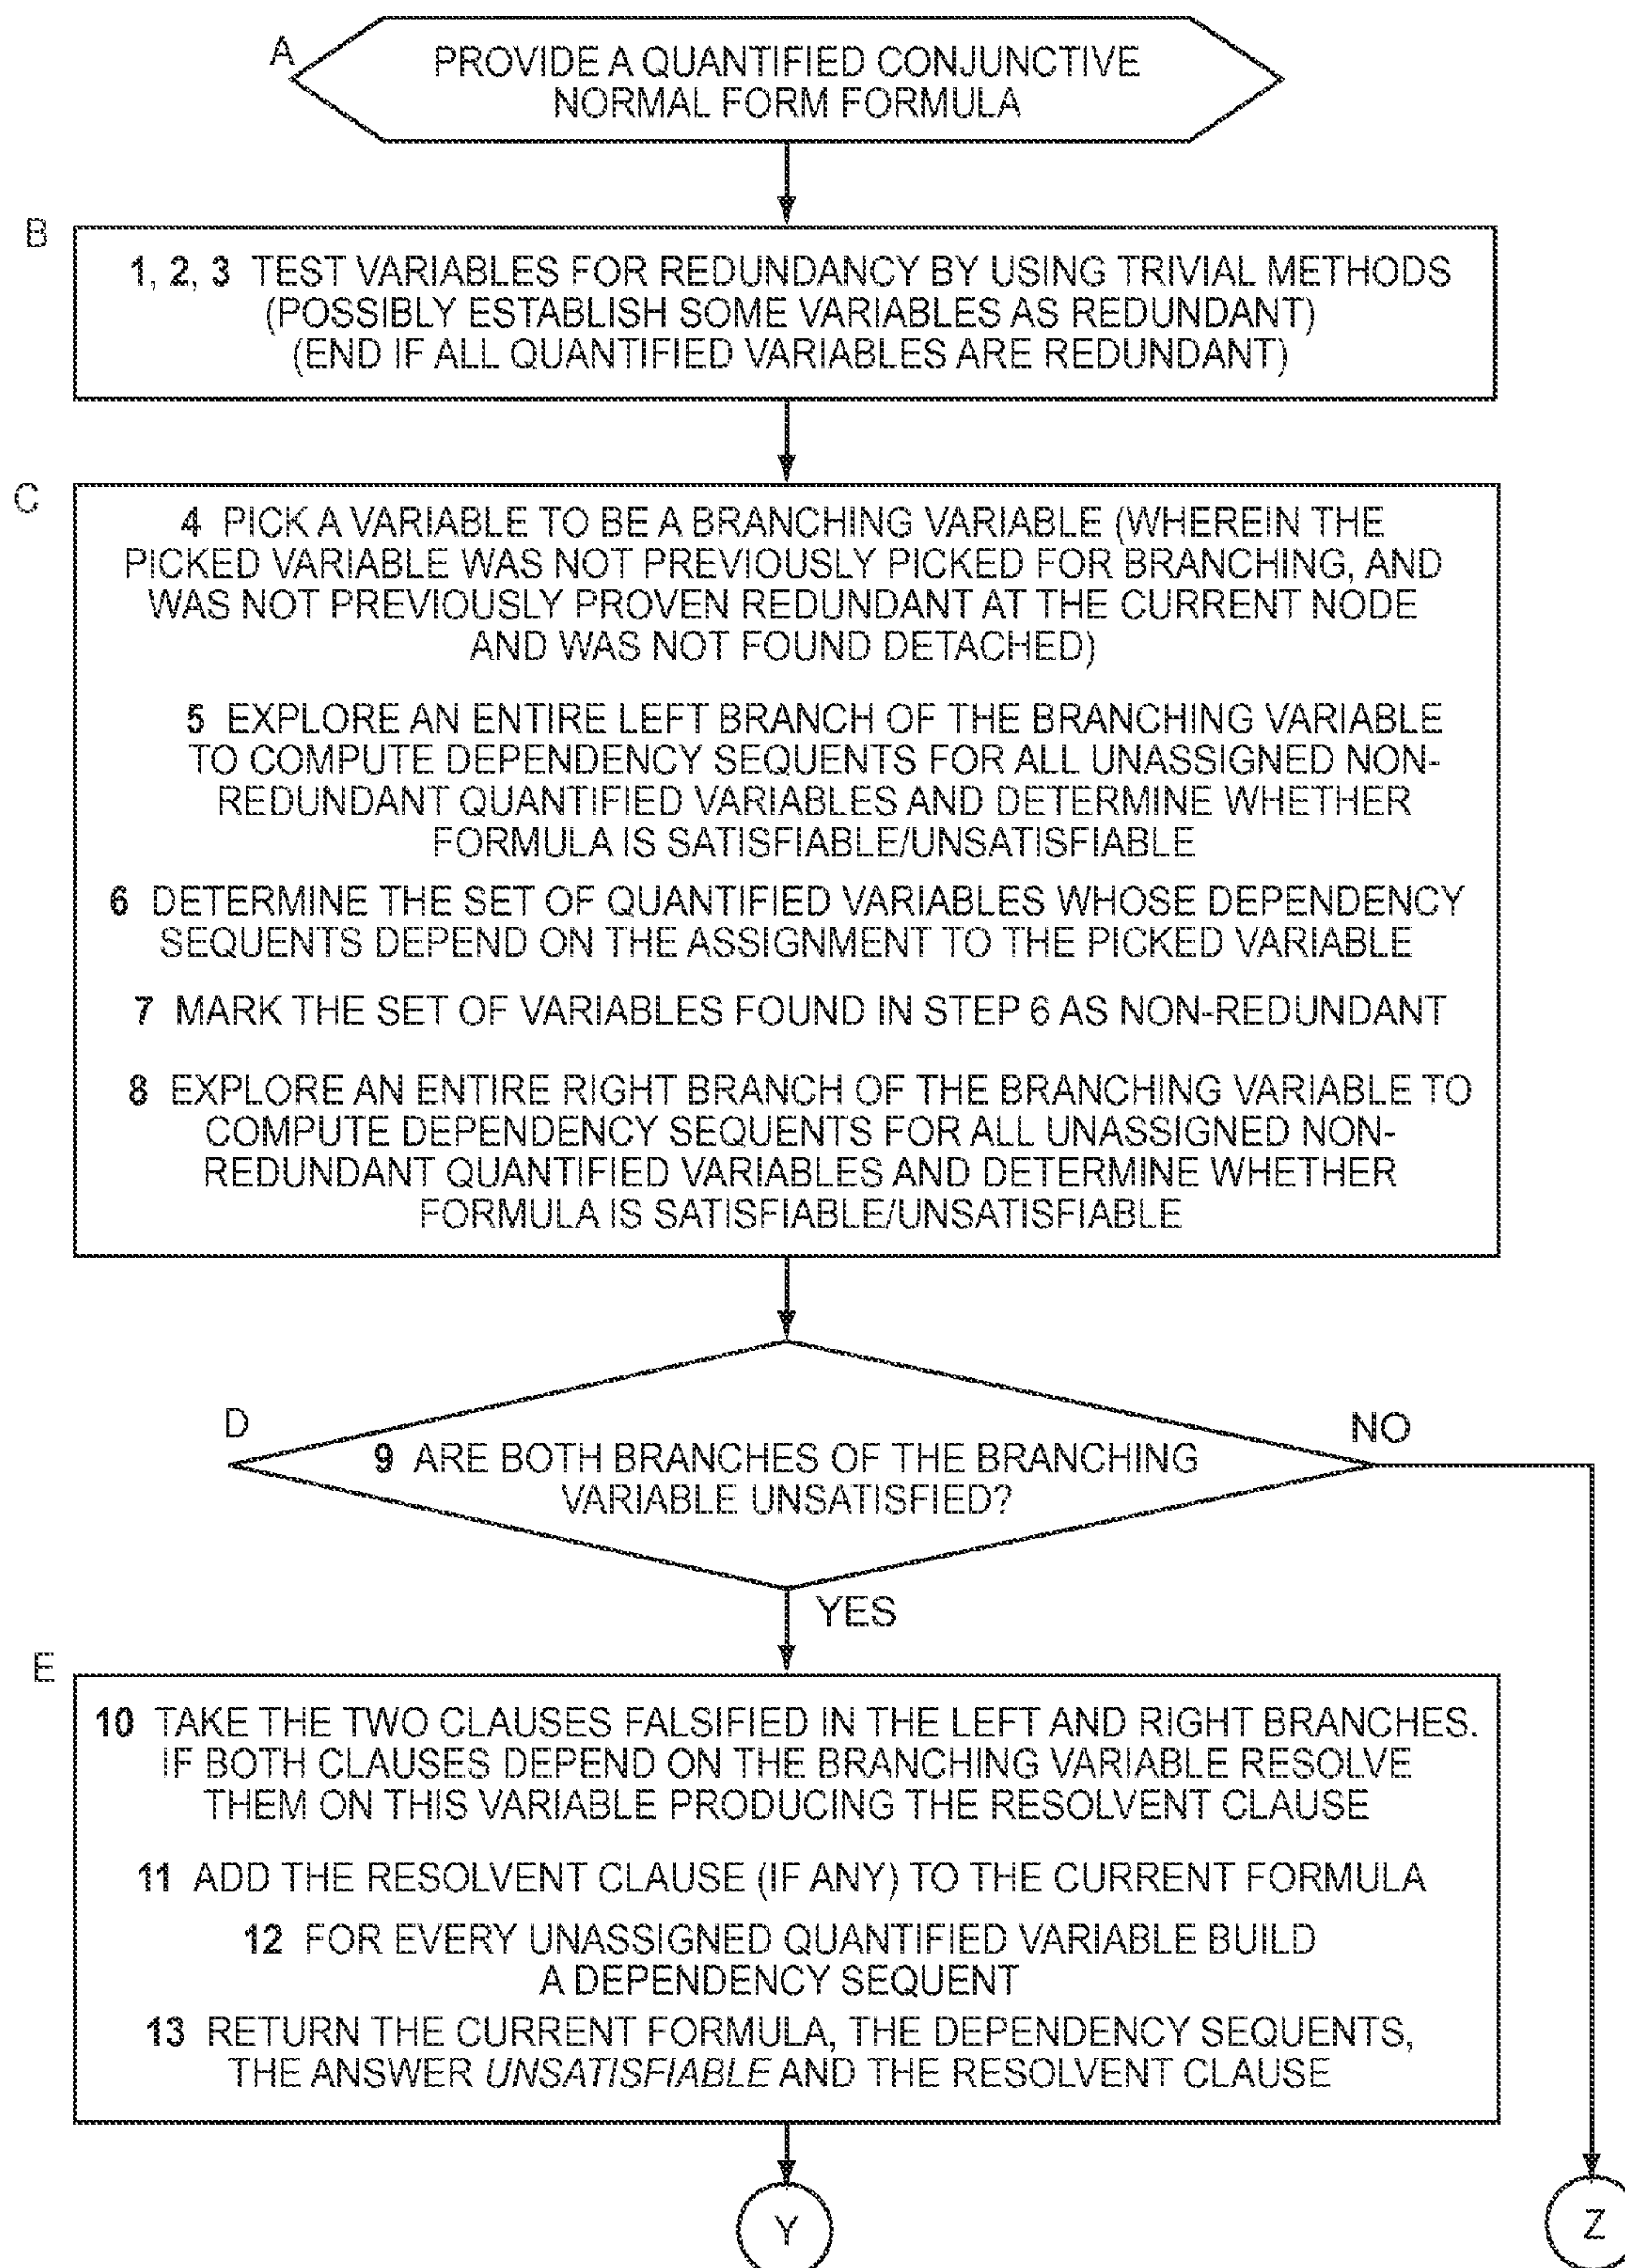 A
PROVIDE A QUANTIFIED CONJUNCTIVE
NORMAL FORM FORMULA
B
1, 2, 3 TEST VARIABLES FOR REDUNDANCY BY USING TRIVIAL METHODS
(POSSIBLY ESTABLISH SOME VARIABLES AS REDUNDANT)
(END IF ALL QUANTIFIED VARIABLES ARE REDUNDANT)
C
4 PICK A VARIABLE TO BE A BRANCHING VARIABLE (WHEREIN THE
PICKED VARIABLE WAS NOT PREVIOUSLY PICKED FOR BRANCHING, AND
WAS NOT PREVIOUSLY PROVEN REDUNDANT AT THE CURRENT NODE
AND WAS NOT FOUND DETACHED)
5 EXPLORE AN ENTIRE LEFT BRANCH OF THE BRANCHING VARIABLE
TO COMPUTE DEPENDENCY SEQUENTS FOR ALL UNASSIGNED NON-
REDUNDANT QUANTIFIED VARIABLES AND DETERMINE WHETHER
FORMULA IS SATISFIABLE/UNSATISFIABLE
6 DETERMINE THE SET OF QUANTIFIED VARIABLES WHOSE DEPENDENCY
SEQUENTS DEPEND ON THE ASSIGNMENT TO THE PICKED VARIABLE
7 MARK THE SET OF VARIABLES FOUND IN STEP 6 AS NON-REDUNDANT
8 EXPLORE AN ENTIRE RIGHT BRANCH OF THE BRANCHING VARIABLE TO
COMPUTE DEPENDENCY SEQUENTS FOR ALL UNASSIGNED NON-
REDUNDANT QUANTIFIED VARIABLES AND DETERMINE WHETHER
FORMULA IS SATISFIABLE/UNSATISFIABLE
D
NO
9 ARE BOTH BRANCHES OF THE BRANCHING
VARIABLE UNSATISFIED?
YES
E
10 TAKE THE TWO CLAUSES FALSIFIED IN THE LEFT AND RIGHT BRANCHES.
IF BOTH CLAUSES DEPEND ON THE BRANCHING VARIABLE RESOLVE
THEM ON THIS VARIABLE PRODUCING THE RESOLVENT CLAUSE
11 ADD THE RESOLVENT CLAUSE (IF ANY) TO THE CURRENT FORMULA
12 FOR EVERY UNASSIGNED QUANTIFIED VARIABLE BUILD
A DEPENDENCY SEQUENT
13 RETURN THE CURRENT FORMULA, THE DEPENDENCY SEQUENTS,
THE ANSWER UNSATISFIABLE AND THE RESOLVENT CLAUSE
Y
Z